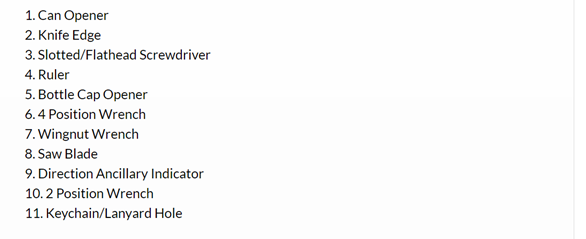 1. Can Opener
2. Knife Edge
3. Slotted/Flathead Screwdriver
4. Ruler
5. Bottle Cap Opener
6. 4 Position Wrench
7. Wingnut Wrench
8. Saw Blade
9. Direction Ancillary Indicator
10. 2 Position Wrench
11. Keychain/Lanyard Hole